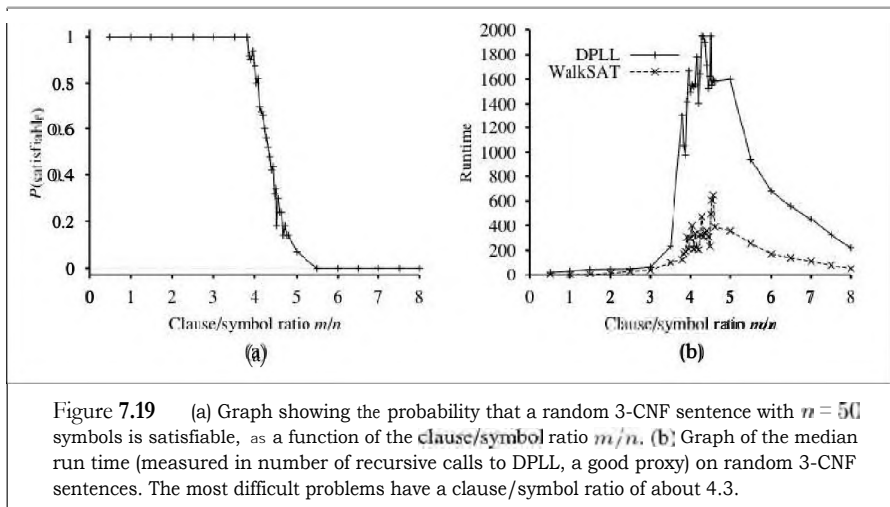 1
0.8
0.6
0.4
0.2
0
P(satisfiable)
0 1 2 3 4 5 6 7 8
Clause/symbol ratio m/n
(a)
2000
1800
1600
1400
1200
1000
800
600
400
200
0
Runtime
DPLL
WalkSAT
0 1 2 3 4 5 6 7 8
Clause/symbol ratio m/n
(b)
Figure 7.19 (a) Graph showing the probability that a random 3-CNF sentence with n = 50
symbols is satisfiable, as a function of the clause/symbol ratio m/n. (b) Graph of the median
run time (measured in number of recursive calls to DPLL, a good proxy) on random 3-CNF
sentences. The most difficult problems have a clause/symbol ratio of about 4.3.